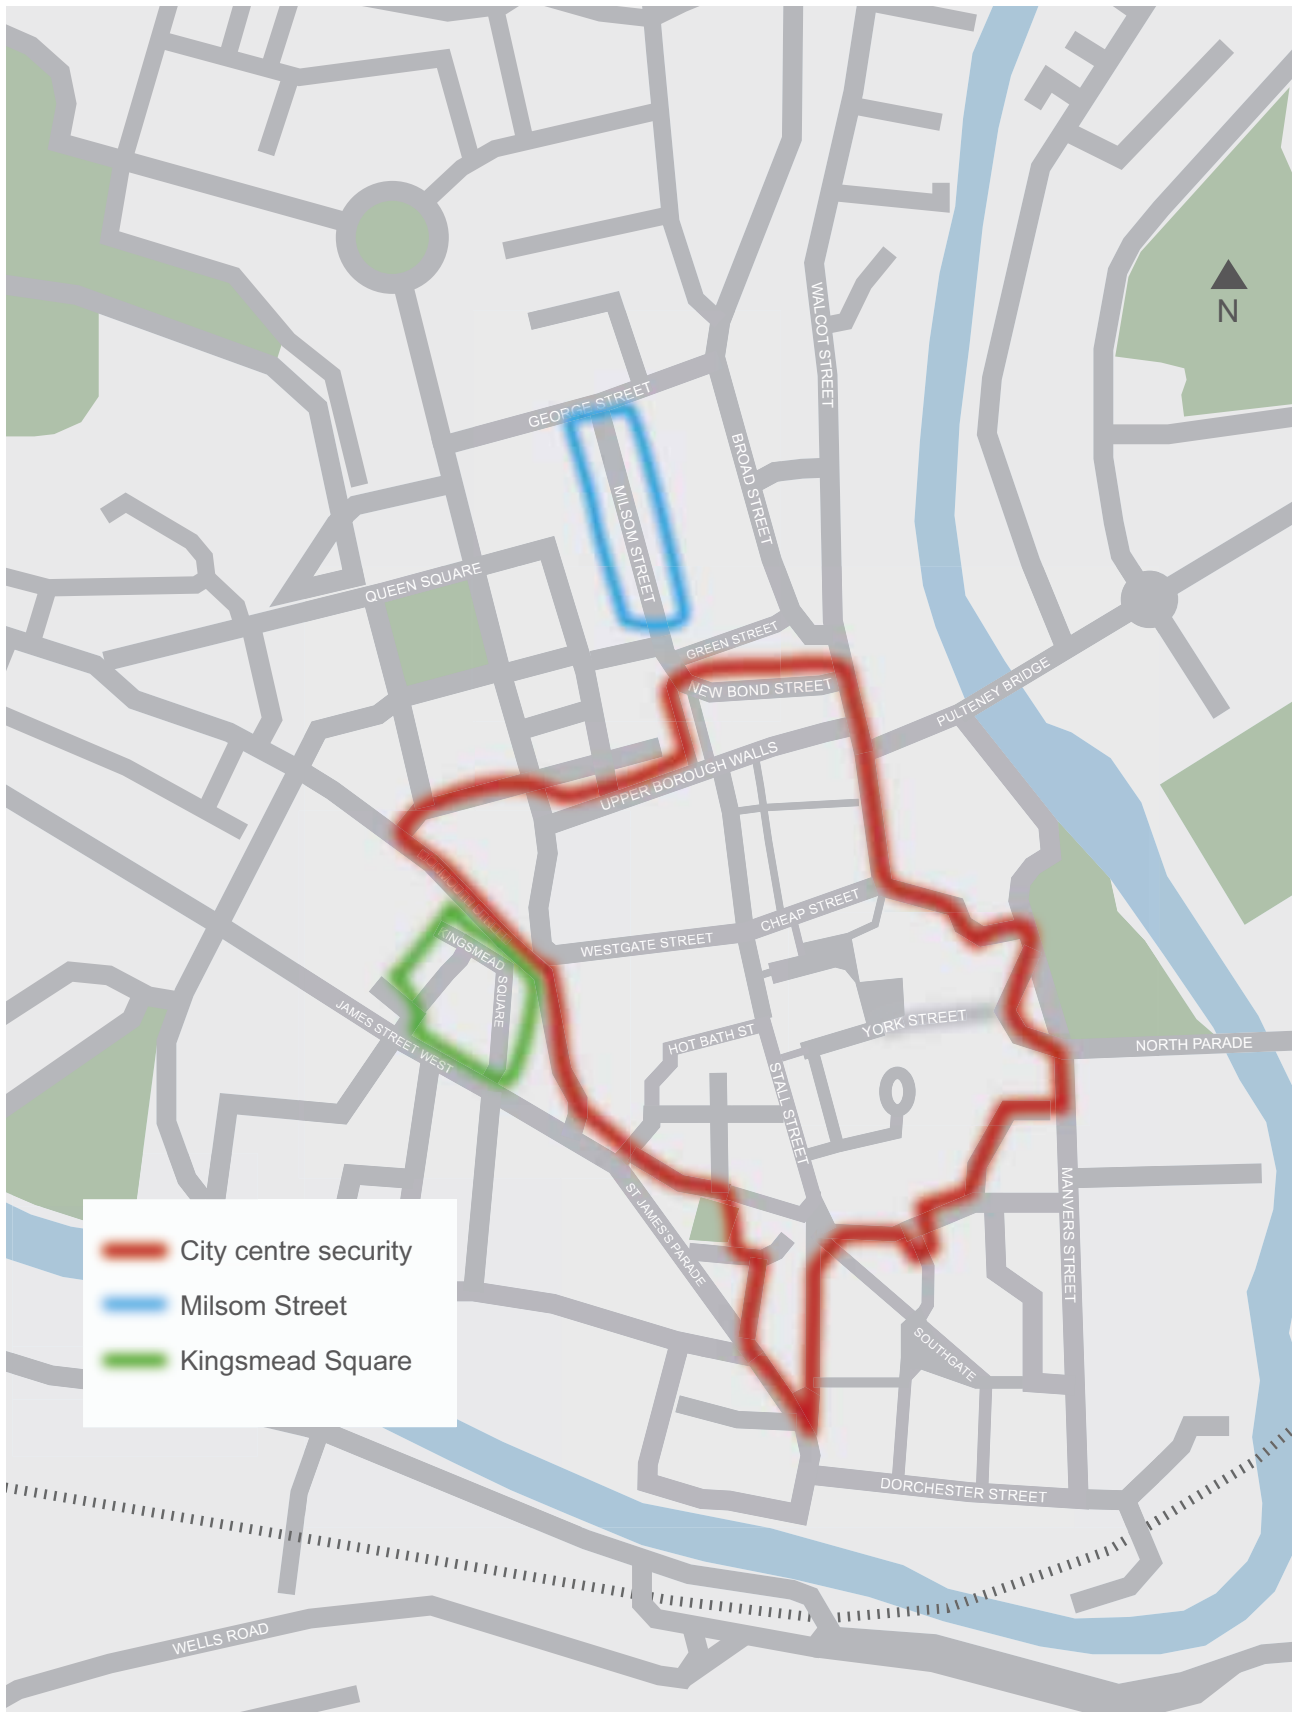 N
WALCOT STREET
GEORGE STREET
BROAD STREET
MILSOM STREET
QUEEN SQUARE
GREEN STREET
PULTENEY BRIDGE
NEW BOND STREET
UPPER BOROUGH WALLS
CHEAP STREET
WESTGATE STREET
KINGSMEAD
SQUARE
JAMES STREET WEST
YORK STREET
HOT BATH ST
NORTH PARADE
STALL STREET
ST JAMES'S PARADE
MANVERS STREET
City centre security
Milsom Street
Kingsmead Square
SOUTHGATE
DORCHESTER STREET
WELLS ROAD